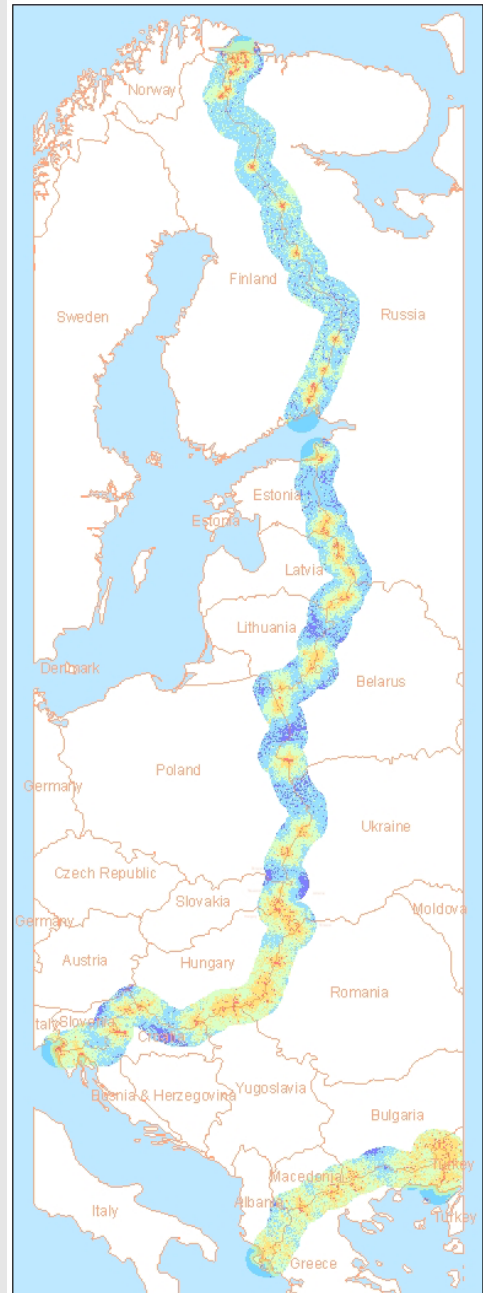 Norway
Finland
Sweden
Russia
Estonia
Estonia
Latvia
Lithuania
Denmark
Belarus
Poland
Germany
Ukraine
Czech Republic
Slovakia
Germany
Moldova
Austria
Hungary
Romania
Italy
Slovenia
Croatia
Bosnia & Herzegovina
Yugoslavia
Bulgaria
Turkey
Macedonia
Albania
Italy
Turkey
Greece